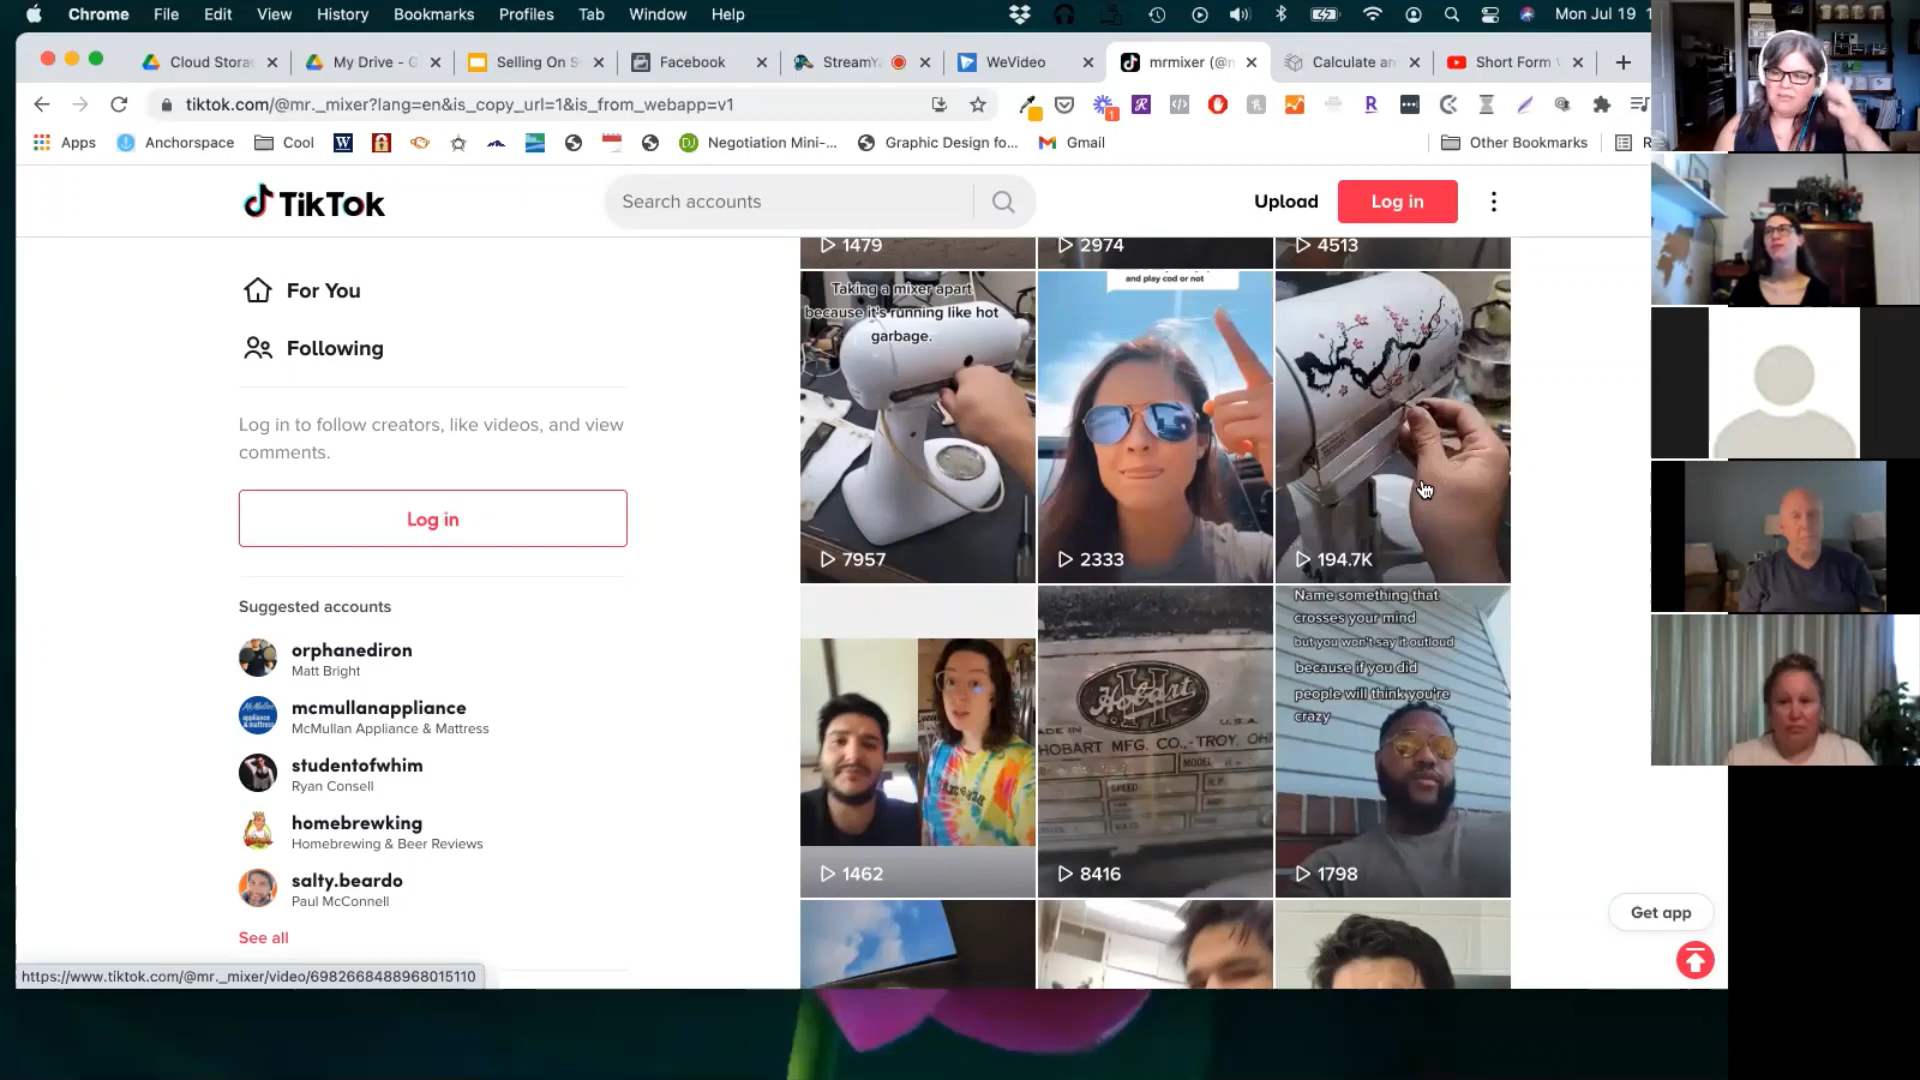 Chrome File Edit View History Bookmarks Profiles Tab Window Help
Mon Jul 19
Cloud Stora
My Drive - G
Selling On S
Facebook
StreamY
WeVideo
mrmixer (@
Calculate an
Short Form
tiktok.com/@mr._mixer?lang=en&is_copy_url=1&is_from_webapp=v1
Apps
Anchorspace
Cool
Negotiation Mini-...
Graphic Design fo...
Gmail
Other Bookmarks
R
TikTok
Search accounts
Upload
Log in
For You
Following
Log in to follow creators, like videos, and view
comments.
Log in
Suggested accounts
orphanediron
Matt Bright
mcmullanappliance
McMullan Appliance & Mattress
studentofwhim
Ryan Consell
homebrewking
Homebrewing & Beer Reviews
salty.beardo
Paul McConnell
See all
https://www.tiktok.com/@mr._mixer/video/6982668488968015110
1479
2974
4513
Taking a mixer apart
because it's running like hot
garbage.
7957
and play cod or not
2333
194.7K
1462
Hobart
U.S.A.
MADE IN
HOBART MFG. CO.,-TROY, OH
MODEL
SPEED
H.P.
8416
Name something that
crosses your mind
but you won't say it outloud
because if you did
people will think you're
crazy
1798
Get app